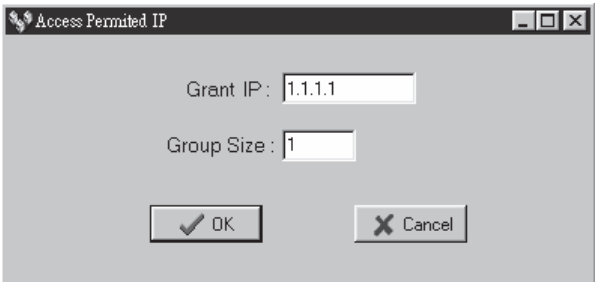 Access Permited IP
Grant IP : 1.1.1.1
Group Size : 1
OK Cancel